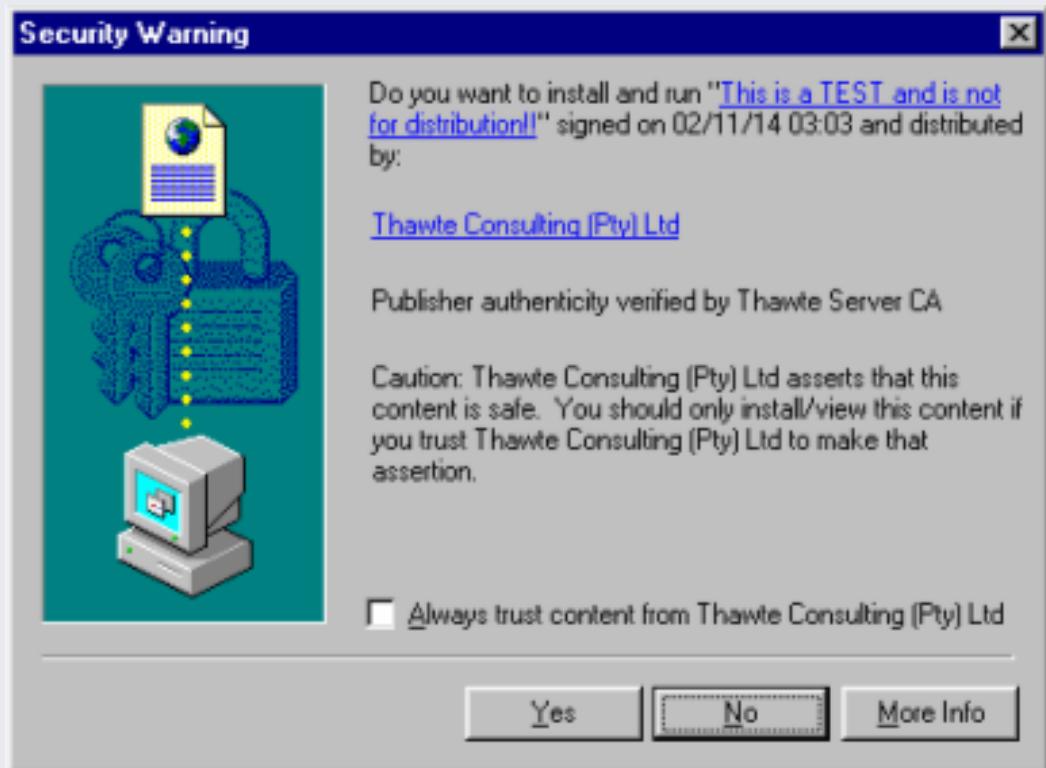 Security Warning
Do you want to install and run "This is a TEST and is not
for distribution!!" signed on 02/11/14 03:03 and distributed
by:
Thawte Consulting (Pty) Ltd
Publisher authenticity verified by Thawte Server CA
Caution: Thawte Consulting (Pty) Ltd asserts that this
content is safe. You should only install/view this content if
you trust Thawte Consulting (Pty) Ltd to make that
assertion.
Always trust content from Thawte Consulting (Pty) Ltd
Yes
No
More Info